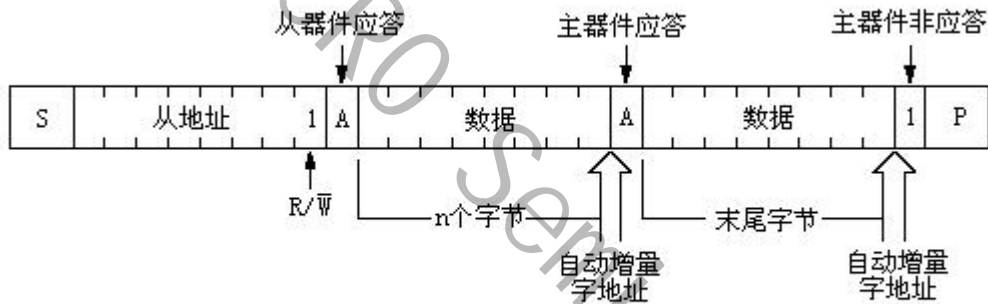 从器件应答 主器件应答 主器件非应答
S 从地址 1 A 数据 A 数据 1 P
R/W̅
n个字节 末尾字节
自动增量 自动增量
字地址 字地址
CRO Semi